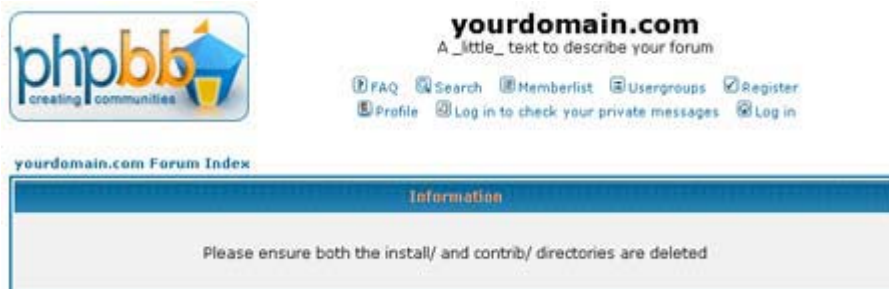 phpbb
creating communities
yourdomain.com
A _little_ text to describe your forum
FAQ Search Memberlist Usergroups Register
Profile Log in to check your private messages Log in
yourdomain.com Forum Index
Information
Please ensure both the install/ and contrib/ directories are deleted